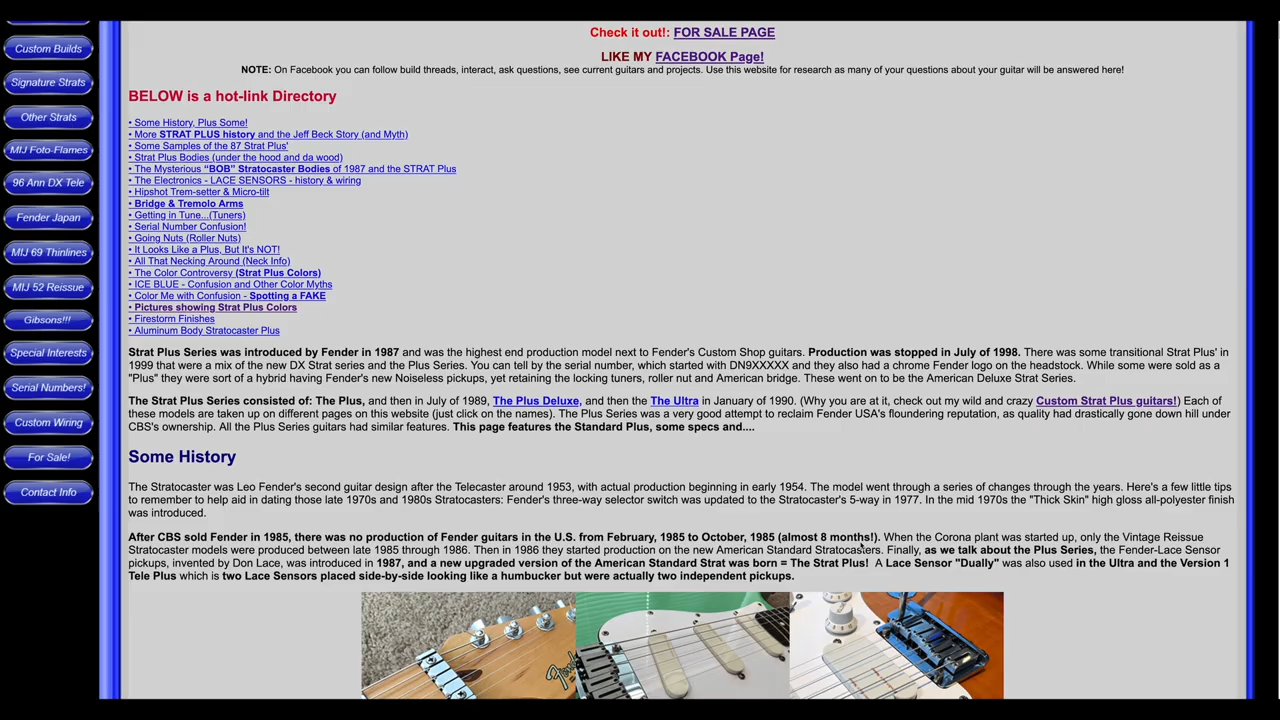 Custom Builds
Signature Strats
Other Strats
MIJ Foto-Flames
96 Ann DX Tele
Fender Japan
MIJ 69 Thinlines
MIJ 52 Reissue
Gibsons!!!
Special Interests
Serial Numbers!
Custom Wiring
For Sale!
Contact Info
Check it out!: FOR SALE PAGE
LIKE MY FACEBOOK Page!
NOTE: On Facebook you can follow build threads, interact, ask questions, see current guitars and projects. Use this website for research as many of your questions about your guitar will be answered here!
BELOW is a hot-link Directory
• Some History, Plus Some!
• More STRAT PLUS history and the Jeff Beck Story (and Myth)
• Some Samples of the 87 Strat Plus'
• Strat Plus Bodies (under the hood and da wood)
• The Mysterious “BOB” Stratocaster Bodies of 1987 and the STRAT Plus
• The Electronics - LACE SENSORS - history & wiring
• Hipshot Trem-setter & Micro-tilt
• Bridge & Tremolo Arms
• Getting in Tune...(Tuners)
• Serial Number Confusion!
• Going Nuts (Roller Nuts)
• It Looks Like a Plus, But It's NOT!
• All That Necking Around (Neck Info)
• The Color Controversy (Strat Plus Colors)
• ICE BLUE - Confusion and Other Color Myths
• Color Me with Confusion - Spotting a FAKE
• Pictures showing Strat Plus Colors
• Firestorm Finishes
• Aluminum Body Stratocaster Plus
Strat Plus Series was introduced by Fender in 1987 and was the highest end production model next to Fender's Custom Shop guitars. Production was stopped in July of 1998. There was some transitional Strat Plus' in
1999 that were a mix of the new DX Strat series and the Plus Series. You can tell by the serial number, which started with DN9XXXXX and they also had a chrome Fender logo on the headstock. While some were sold as a
"Plus" they were sort of a hybrid having Fender's new Noiseless pickups, yet retaining the locking tuners, roller nut and American bridge. These went on to be the American Deluxe Strat Series.
The Strat Plus Series consisted of: The Plus, and then in July of 1989, The Plus Deluxe, and then the The Ultra in January of 1990. (Why you are at it, check out my wild and crazy Custom Strat Plus guitars!) Each of
these models are taken up on different pages on this website (just click on the names). The Plus Series was a very good attempt to reclaim Fender USA's floundering reputation, as quality had drastically gone down hill under
CBS's ownership. All the Plus Series guitars had similar features. This page features the Standard Plus, some specs and....
Some History
The Stratocaster was Leo Fender's second guitar design after the Telecaster around 1953, with actual production beginning in early 1954. The model went through a series of changes through the years. Here's a few little tips
to remember to help aid in dating those late 1970s and 1980s Stratocasters: Fender's three-way selector switch was updated to the Stratocaster's 5-way in 1977. In the mid 1970s the "Thick Skin" high gloss all-polyester finish
was introduced.
After CBS sold Fender in 1985, there was no production of Fender guitars in the U.S. from February, 1985 to October, 1985 (almost 8 months!). When the Corona plant was started up, only the Vintage Reissue
Stratocaster models were produced between late 1985 through 1986. Then in 1986 they started production on the new American Standard Stratocasters. Finally, as we talk about the Plus Series, the Fender-Lace Sensor
pickups, invented by Don Lace, was introduced in 1987, and a new upgraded version of the American Standard Strat was born = The Strat Plus! A Lace Sensor "Dually" was also used in the Ultra and the Version 1
Tele Plus which is two Lace Sensors placed side-by-side looking like a humbucker but were actually two independent pickups.
Fender